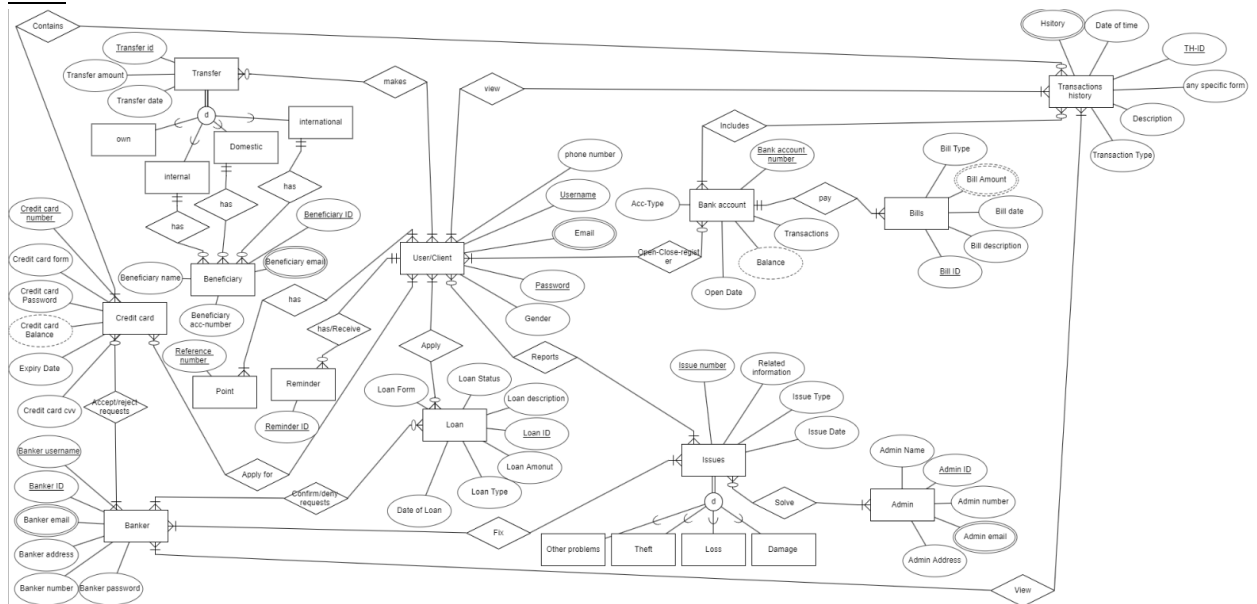 Contains
Hsitory
Date of time
Transfer id
TH-ID
Transfer
Transfer amount
makes
view
Transactions
history
any specific form
Transfer date
d
own
international
Domestic
Includes
Description
Bank account
number
Bill Type
Transaction Type
phone number
internal
has
Bill Amount
Credit card
number
has
Beneficiary ID
Username
Acc-Type
Bank account
pay
Bills
Bill date
has
Email
Transactions
Bill description
Credit card form
Beneficiary name
Beneficiary
Beneficiary email
User/Client
Open-Close-regist
er
Balance
Bill ID
Credit card
Password
Password
Open Date
Credit card
Beneficiary
acc-number
has
Gender
Credit card
Balance
has/Receive
Apply
Reports
Reference
number
Issue number
Related
information
Expiry Date
Loan Status
Point
Reminder
Loan Form
Loan description
Issue Type
Credit card cvv
Accept/reject
requests
Reminder ID
Loan
Loan ID
Issue Date
Banker username
Admin Name
Issues
Loan Amonut
Admin ID
Banker ID
Apply for
Confirm/deny
requests
Loan Type
d
Solve
Admin
Admin number
Banker email
Banker
Date of Loan
Fix
Admin email
Banker address
Other problems
Theft
Loss
Damage
Admin Address
Banker number
Banker password
View